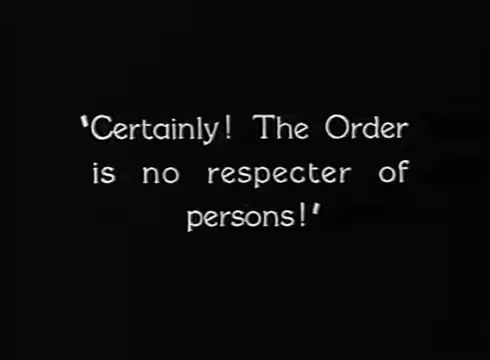 'Certainly! The Order
is no respecter of
persons!'